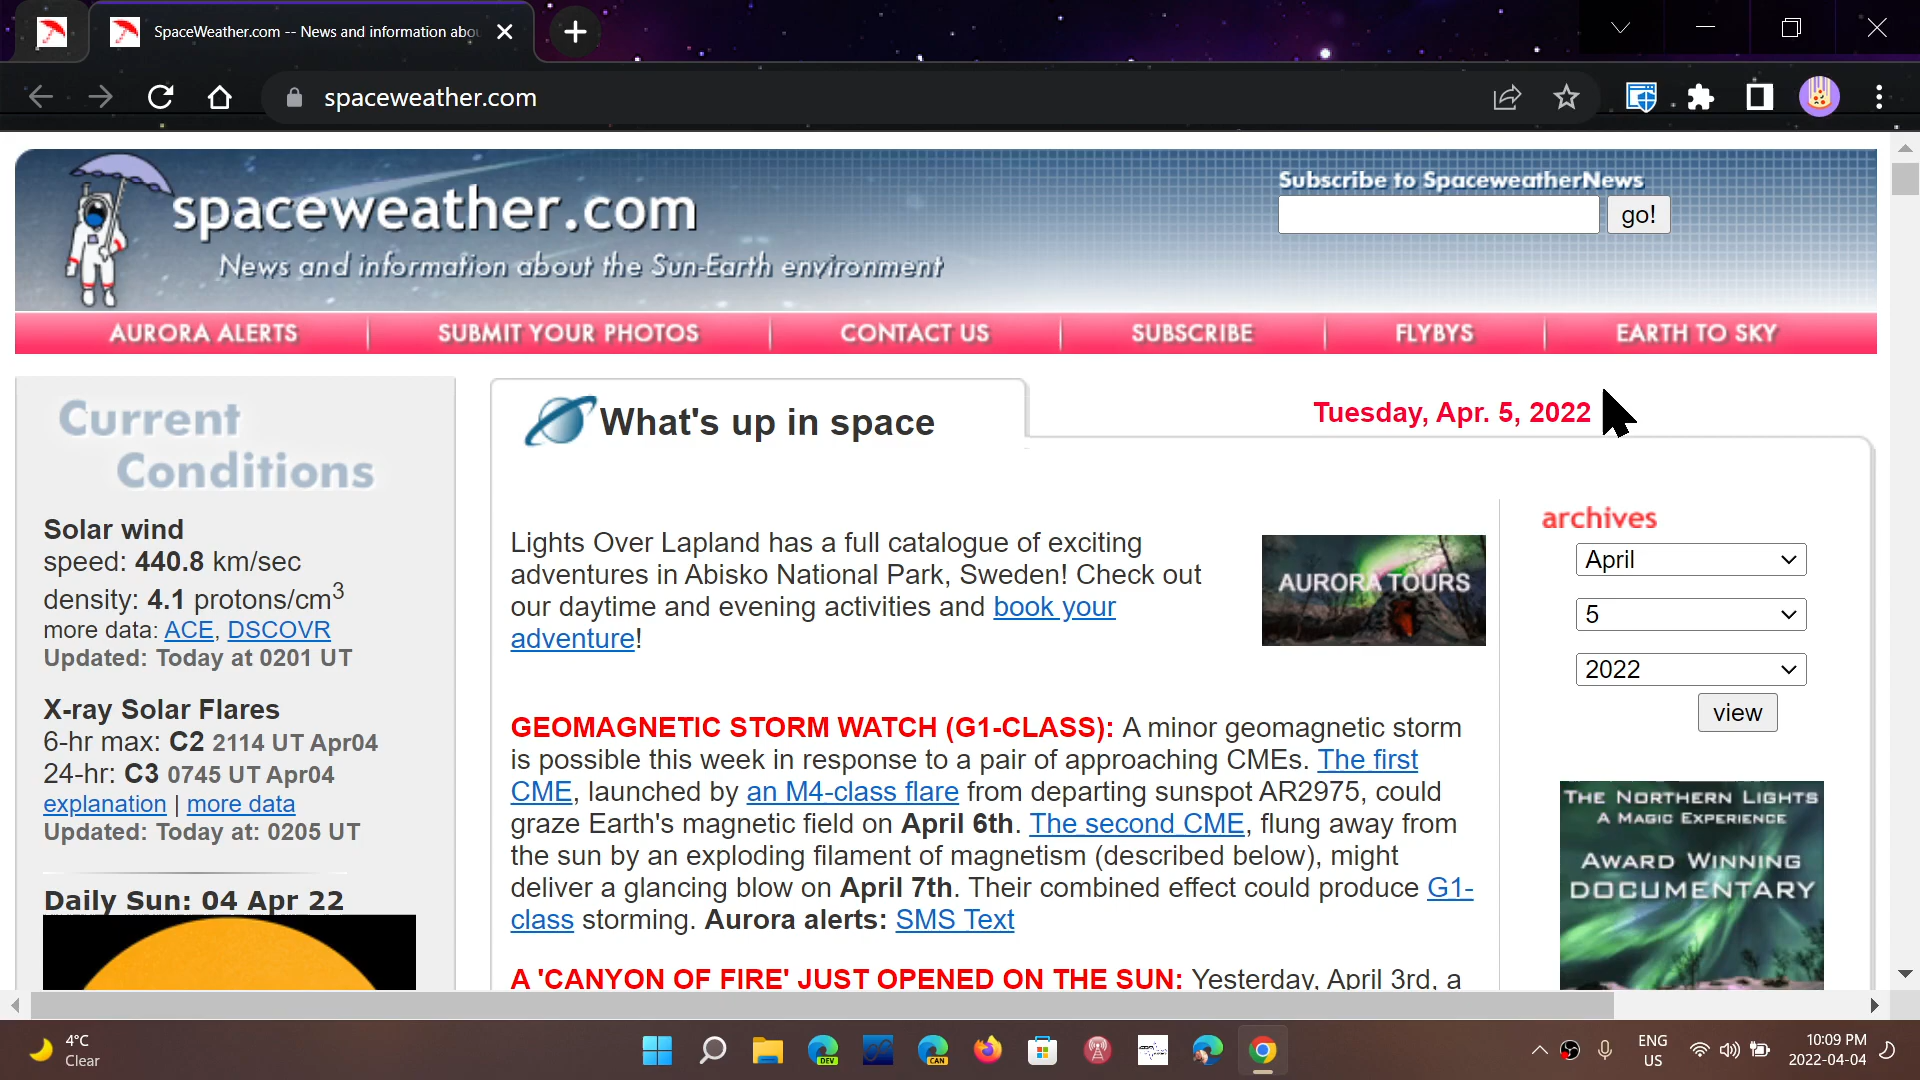 SpaceWeather.com -- News and information abou
spaceweather.com
spaceweather.com
News and information about the Sun-Earth environment
Subscribe to SpaceweatherNews
go!
AURORA ALERTS
SUBMIT YOUR PHOTOS
CONTACT US
SUBSCRIBE
FLYBYS
EARTH TO SKY
Current
Conditions
Solar wind
speed: 440.8 km/sec
density: 4.1 protons/cm3
more data: ACE, DSCOVR
Updated: Today at 0201 UT
X-ray Solar Flares
6-hr max: C2 2114 UT Apr04
24-hr: C3 0745 UT Apr04
explanation | more data
Updated: Today at: 0205 UT
Daily Sun: 04 Apr 22
What's up in space
Tuesday, Apr. 5, 2022
Lights Over Lapland has a full catalogue of exciting
adventures in Abisko National Park, Sweden! Check out
our daytime and evening activities and book your
adventure!
AURORA TOURS
GEOMAGNETIC STORM WATCH (G1-CLASS): A minor geomagnetic storm
is possible this week in response to a pair of approaching CMEs. The first
CME, launched by an M4-class flare from departing sunspot AR2975, could
graze Earth's magnetic field on April 6th. The second CME, flung away from
the sun by an exploding filament of magnetism (described below), might
deliver a glancing blow on April 7th. Their combined effect could produce G1-
class storming. Aurora alerts: SMS Text
A 'CANYON OF FIRE' JUST OPENED ON THE SUN: Yesterday, April 3rd, a
archives
April
5
2022
view
THE NORTHERN LIGHTS
A MAGIC EXPERIENCE
AWARD WINNING
DOCUMENTARY
4°C
Clear
DEV
CAN
ENG
US
10:09 PM
2022-04-04